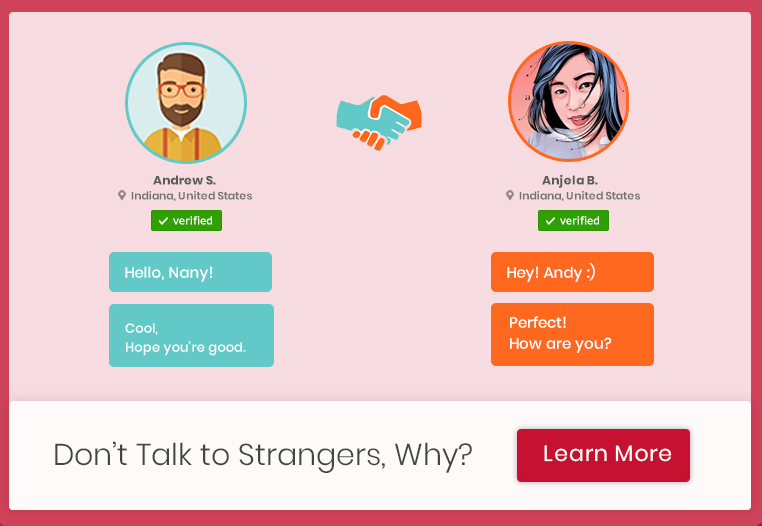 Andrew S.
Indiana, United States
verified
Hello, Nany!
Cool,
Hope you're good.
Anjela B.
Indiana, United States
verified
Hey! Andy :)
Perfect!
How are you?
Don't Talk to Strangers, Why?
Learn More